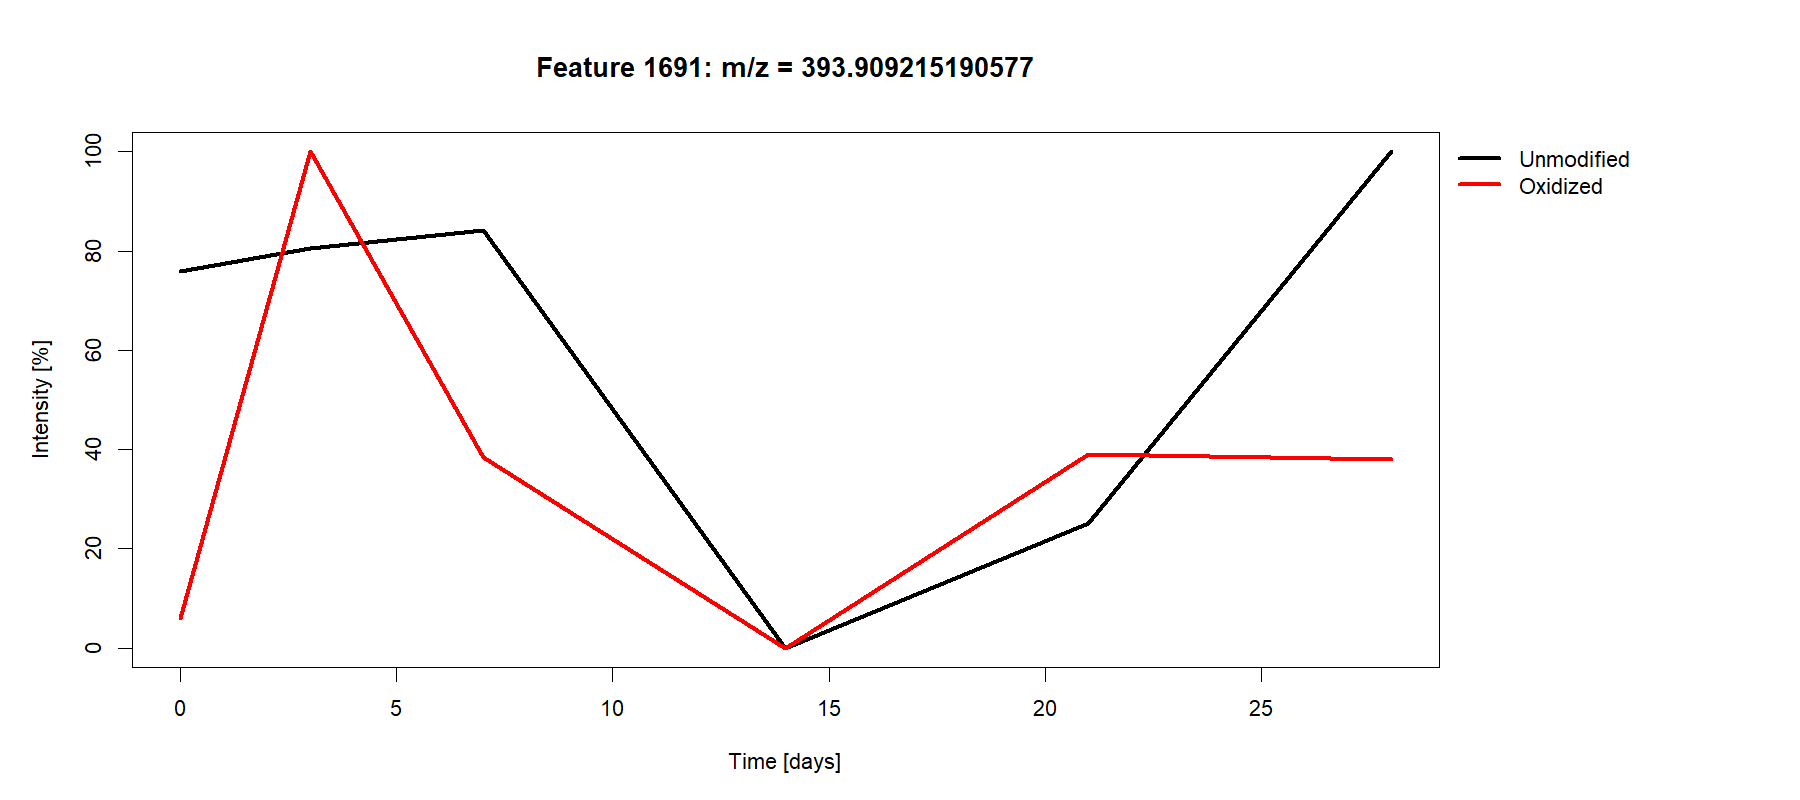 Feature 1691: m/z = 393.909215190577
100
80
60
40
20
0
Intensity [%]
0 5 10 15 20 25
Time [days]
Unmodified
Oxidized